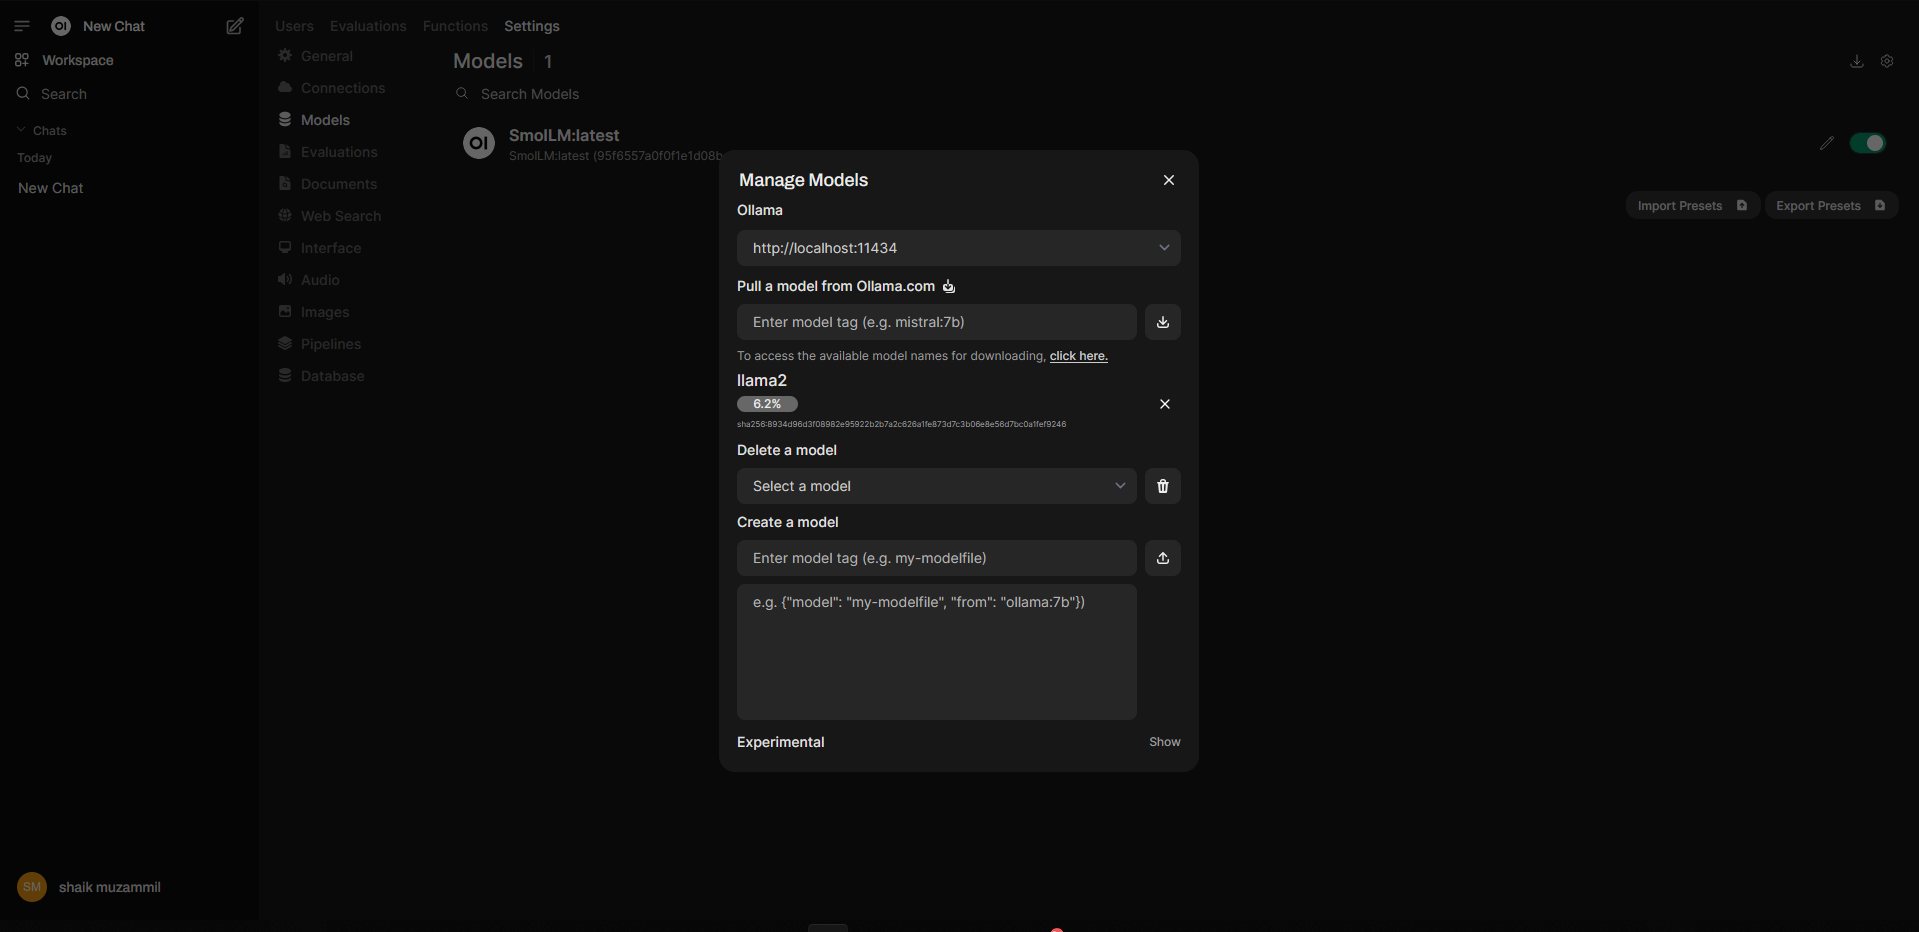 OI New Chat
Workspace
Search
Chats
Today
New Chat
SM shaik muzammil
Users Evaluations Functions Settings
General
Connections
Models
Evaluations
Documents
Web Search
Interface
Audio
Images
Pipelines
Database
Models 1
Search Models
OI SmolLM:latest
SmolLM:latest (95f6557a0f0f1e1d08b
Import Presets Export Presets
Manage Models
Ollama
http://localhost:11434
Pull a model from Ollama.com
Enter model tag (e.g. mistral:7b)
To access the available model names for downloading, click here.
llama2
6.2%
sha256:8934d96d3f08982e95922b2b7a2c626a1fe873d7c3b06e8e56d7bc0a1fef9246
Delete a model
Select a model
Create a model
Enter model tag (e.g. my-modelfile)
e.g. {"model": "my-modelfile", "from": "ollama:7b"})
Experimental Show